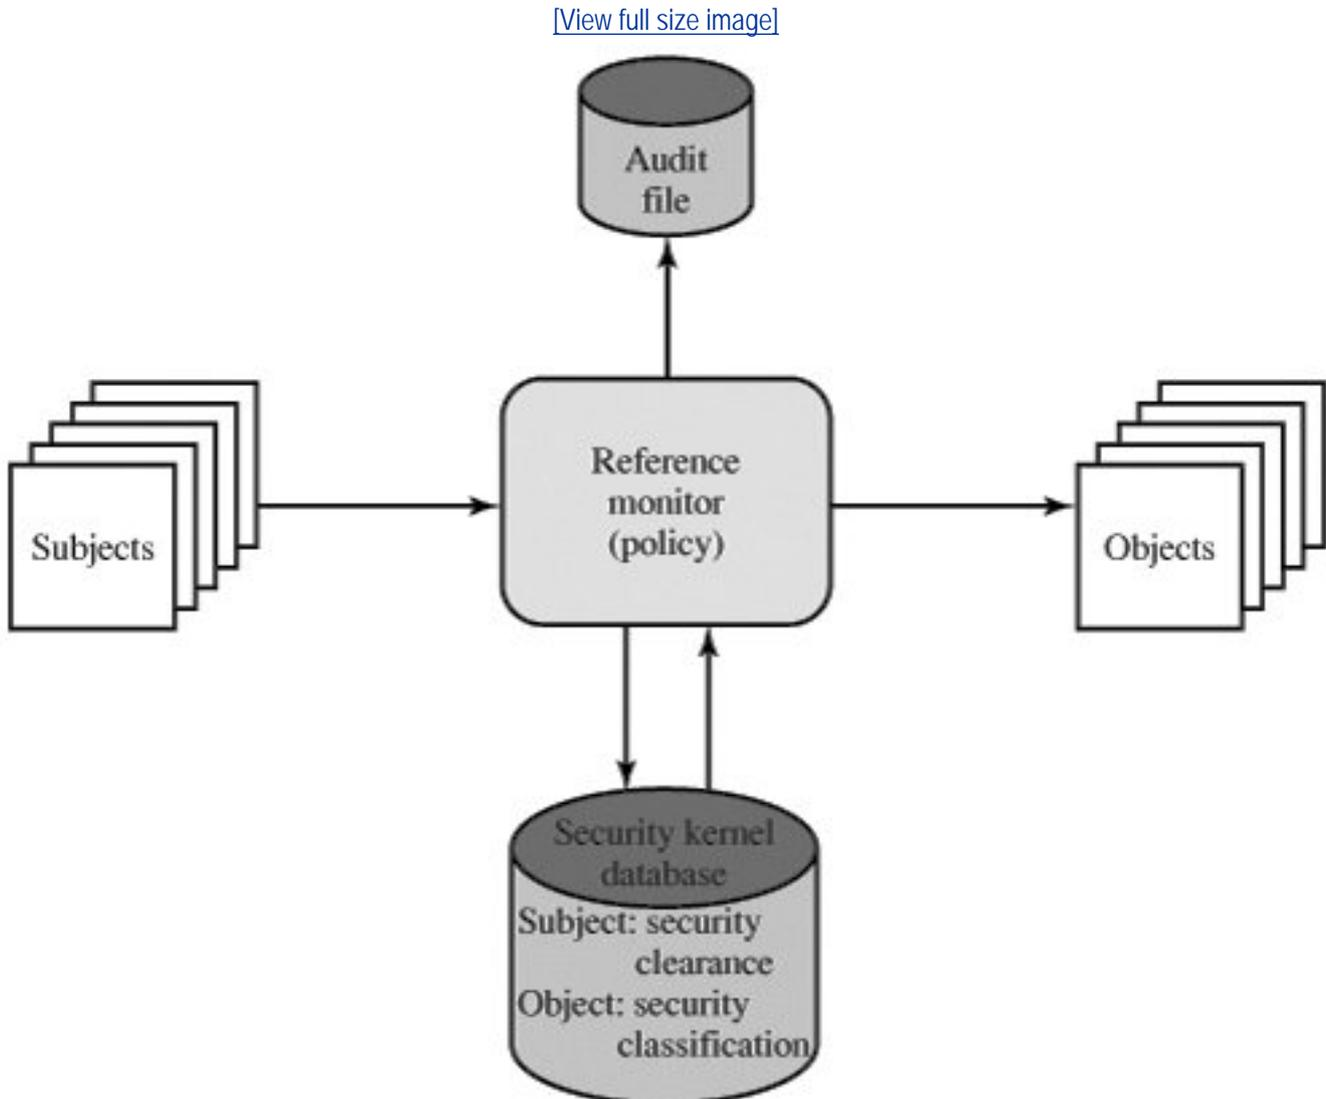 [View full size image]
Audit
file
Subjects
Reference
monitor
(policy)
Objects
Security kernel
database
Subject: security
clearance
Object: security
classification